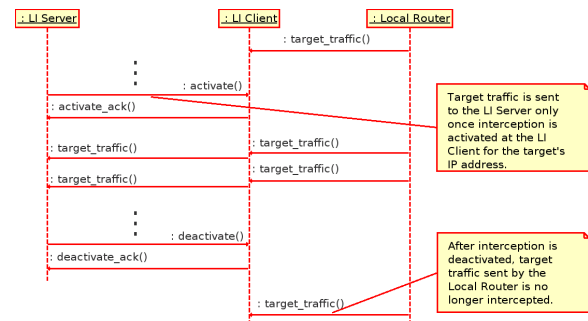 : LI Server
: LI Client
: Local Router
: target_traffic()
: activate()
: activate_ack()
Target traffic is sent
to the LI Server only
once interception is
activated at the LI
Client for the target's
IP address.
: target_traffic()
: target_traffic()
: target_traffic()
: target_traffic()
: deactivate()
: deactivate_ack()
After interception is
deactivated, target
traffic sent by the
Local Router is no
longer intercepted.
: target_traffic()